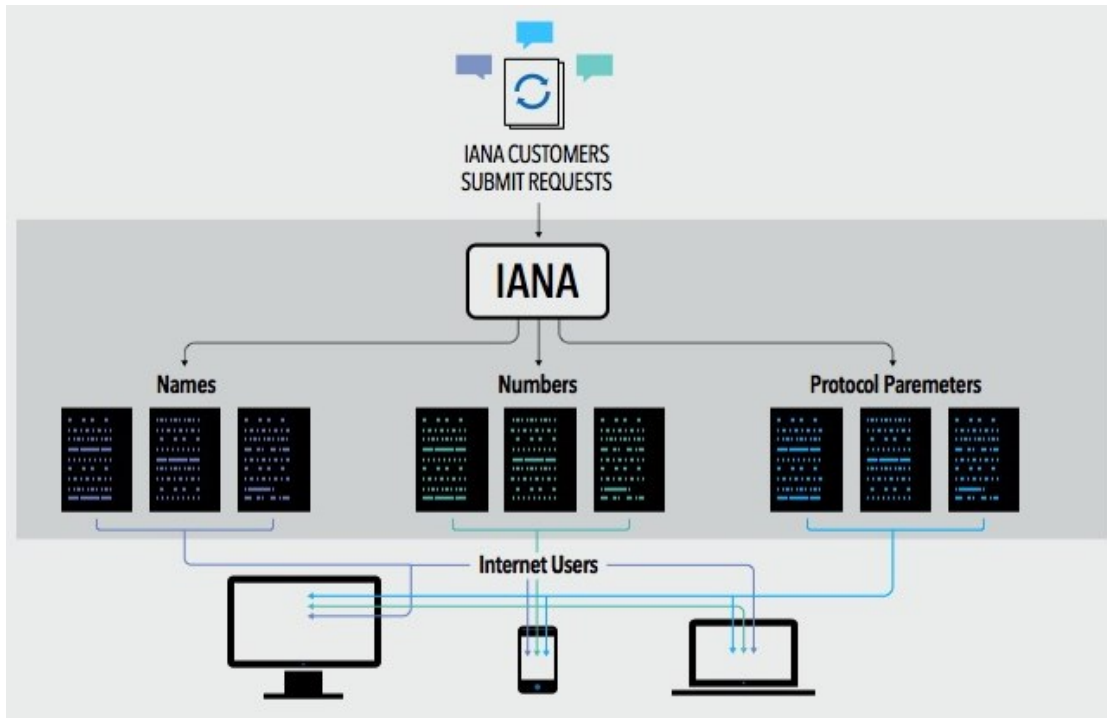 IANA CUSTOMERS
SUBMIT REQUESTS
IANA
Names
Numbers
Protocol Paremeters
Internet Users